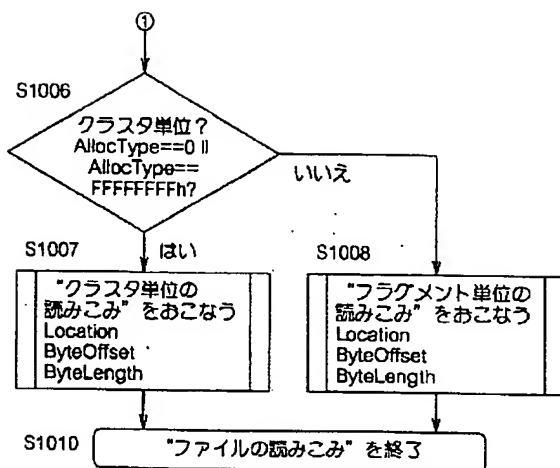 ①
S1006
クラスタ単位？
AllocType==0 ||
AllocType==
FFFFFFFFh?
いいえ
S1007
はい
S1008
"クラスタ単位の
読みこみ" をおこなう
Location
ByteOffset
ByteLength
"フラグメント単位の
読みこみ" をおこなう
Location
ByteOffset
ByteLength
S1010
"ファイルの読みこみ" を終了